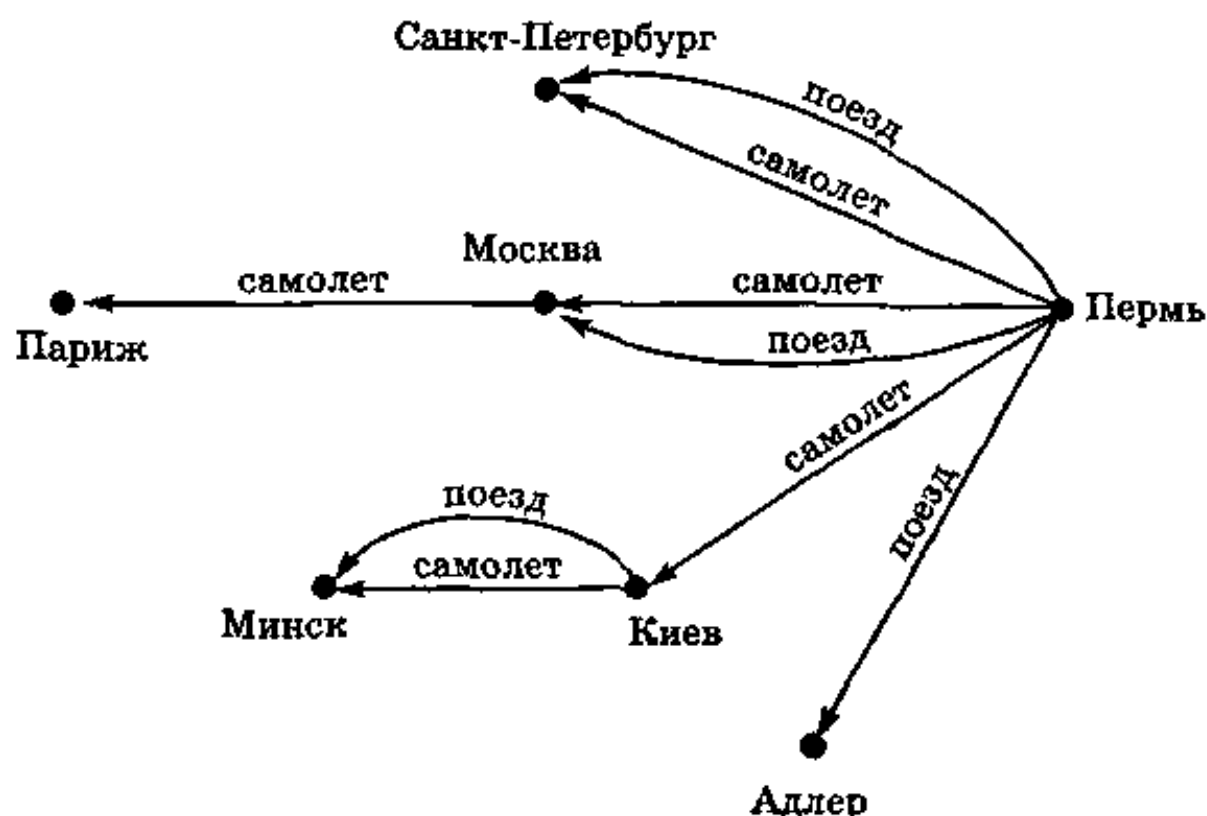 Санкт-Петербург
поезд
самолет
Москва
самолет
самолет
Пермь
Париж
поезд
самолет
поезд
поезд
самолет
Минск
Киев
Адлер